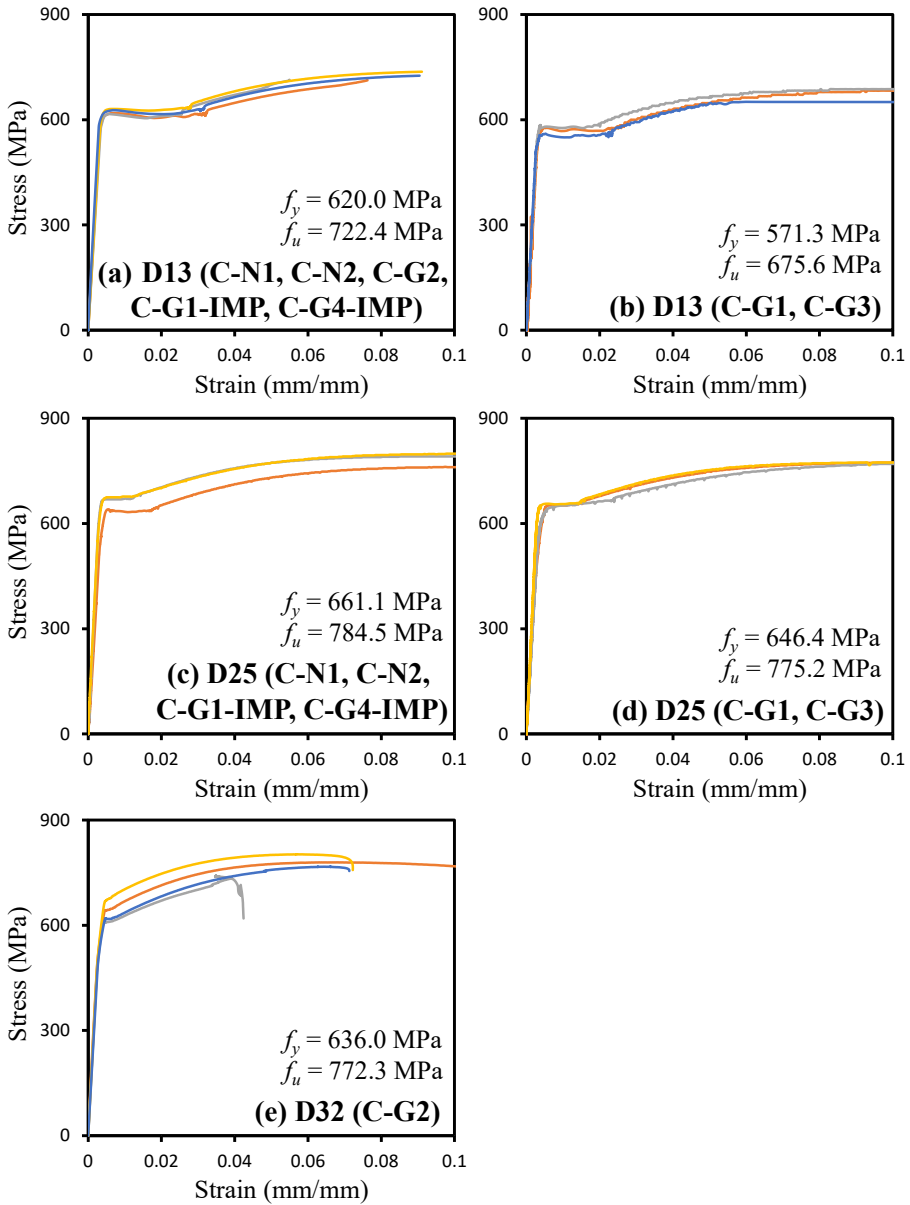 900
600
300
0
Stress (MPa)
f_y = 620.0 MPa
f_u = 722.4 MPa
(a) D13 (C-N1, C-N2, C-G2,
C-G1-IMP, C-G4-IMP)
0 0.02 0.04 0.06 0.08 0.1
Strain (mm/mm)
900
600
300
0
f_y = 571.3 MPa
f_u = 675.6 MPa
(b) D13 (C-G1, C-G3)
0 0.02 0.04 0.06 0.08 0.1
Strain (mm/mm)
900
600
300
0
Stress (MPa)
f_y = 661.1 MPa
f_u = 784.5 MPa
(c) D25 (C-N1, C-N2,
C-G1-IMP, C-G4-IMP)
0 0.02 0.04 0.06 0.08 0.1
Strain (mm/mm)
900
600
300
0
f_y = 646.4 MPa
f_u = 775.2 MPa
(d) D25 (C-G1, C-G3)
0 0.02 0.04 0.06 0.08 0.1
Strain (mm/mm)
900
600
300
0
Stress (MPa)
f_y = 636.0 MPa
f_u = 772.3 MPa
(e) D32 (C-G2)
0 0.02 0.04 0.06 0.08 0.1
Strain (mm/mm)